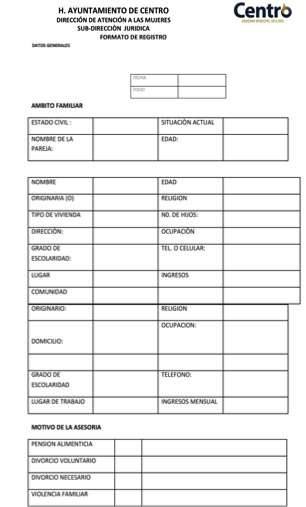 H. AYUNTAMIENTO DE CENTRO
Centro
DIRECCIÓN DE ATENCIÓN A LAS MUJERES
SUB-DIRECCIÓN JURIDICA
FORMATO DE REGISTRO
DATOS GENERALES
FECHA
FOLIO
AMBITO FAMILIAR
ESTADO CIVIL : SITUACIÓN ACTUAL
NOMBRE DE LA EDAD:
PAREJA:
NOMBRE EDAD
ORIGINARIA (O) RELIGION
TIPO DE VIVIENDA N0. DE HIJOS:
DIRECCIÓN: OCUPACIÓN
GRADO DE TEL. O CELULAR:
ESCOLARIDAD:
LUGAR INGRESOS
COMUNIDAD
ORIGINARIO: RELIGION
OCUPACION:
DOMICILIO:
GRADO DE TELEFONO:
ESCOLARIDAD
LUGAR DE TRABAJO INGRESOS MENSUAL
MOTIVO DE LA ASESORIA
PENSION ALIMENTICIA
DIVORCIO VOLUNTARIO
DIVORCIO NECESARIO
VIOLENCIA FAMILIAR